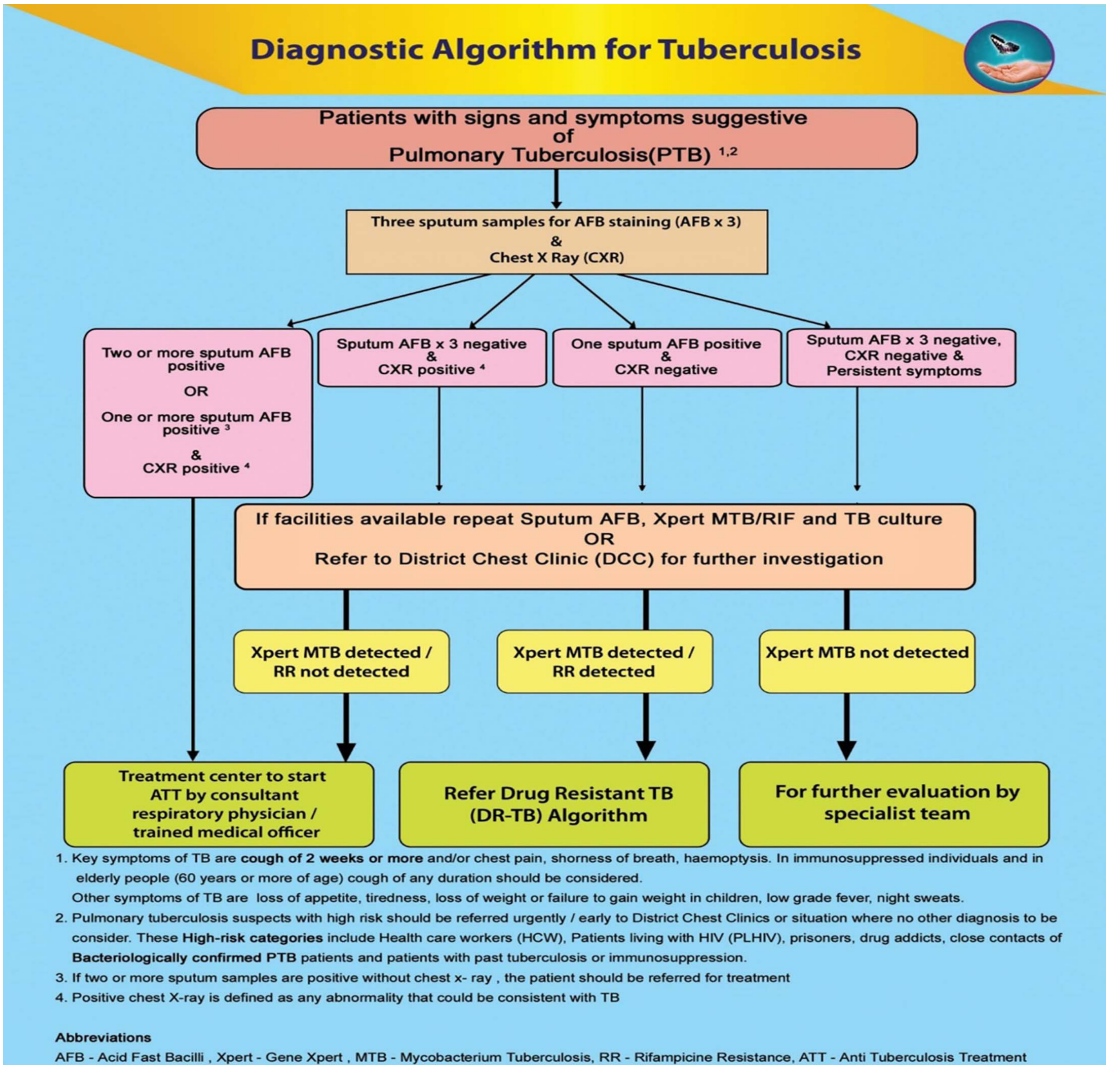 Diagnostic Algorithm for Tuberculosis
Patients with signs and symptoms suggestive
of
Pulmonary Tuberculosis(PTB) 1,2
Three sputum samples for AFB staining (AFB x 3)
&
Chest X Ray (CXR)
Two or more sputum AFB
positive
OR
One or more sputum AFB
positive 3
&
CXR positive 4
Sputum AFB x 3 negative
&
CXR positive 4
One sputum AFB positive
&
CXR negative
Sputum AFB x 3 negative,
CXR negative &
Persistent symptoms
If facilities available repeat Sputum AFB, Xpert MTB/RIF and TB culture
OR
Refer to District Chest Clinic (DCC) for further investigation
Xpert MTB detected /
RR not detected
Xpert MTB detected /
RR detected
Xpert MTB not detected
Treatment center to start
ATT by consultant
respiratory physician /
trained medical officer
Refer Drug Resistant TB
(DR-TB) Algorithm
For further evaluation by
specialist team
1. Key symptoms of TB are cough of 2 weeks or more and/or chest pain, shorness of breath, haemoptysis. In immunosuppressed individuals and in
elderly people (60 years or more of age) cough of any duration should be considered.
Other symptoms of TB are loss of appetite, tiredness, loss of weight or failure to gain weight in children, low grade fever, night sweats.
2. Pulmonary tuberculosis suspects with high risk should be referred urgently / early to District Chest Clinics or situation where no other diagnosis to be
consider. These High-risk categories include Health care workers (HCW), Patients living with HIV (PLHIV), prisoners, drug addicts, close contacts of
Bacteriologically confirmed PTB patients and patients with past tuberculosis or immunosuppression.
3. If two or more sputum samples are positive without chest x- ray , the patient should be referred for treatment
4. Positive chest X-ray is defined as any abnormality that could be consistent with TB
Abbreviations
AFB - Acid Fast Bacilli , Xpert - Gene Xpert , MTB - Mycobacterium Tuberculosis, RR - Rifampicine Resistance, ATT - Anti Tuberculosis Treatment